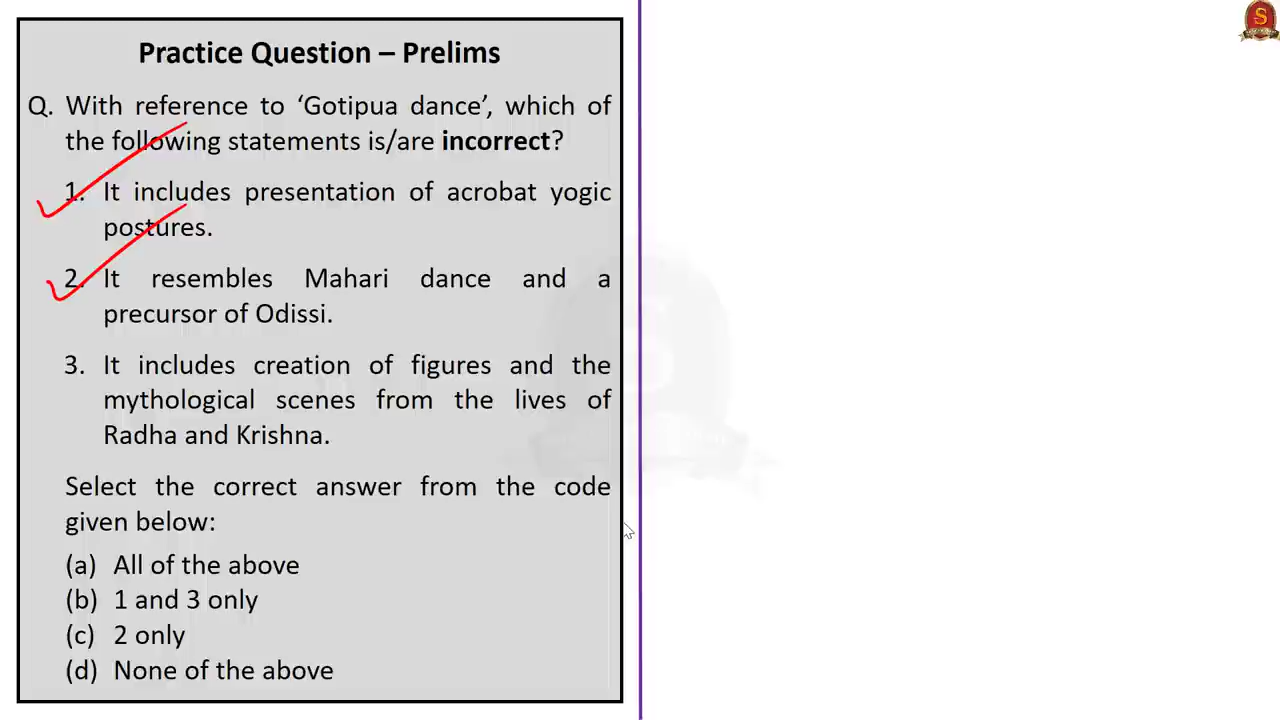 Practice Question – Prelims
Q. With reference to ‘Gotipua dance’, which of
the following statements is/are incorrect?
1. It includes presentation of acrobat yogic
postures.
2. It resembles Mahari dance and a
precursor of Odissi.
3. It includes creation of figures and the
mythological scenes from the lives of
Radha and Krishna.
Select the correct answer from the code
given below:
(a) All of the above
(b) 1 and 3 only
(c) 2 only
(d) None of the above
S